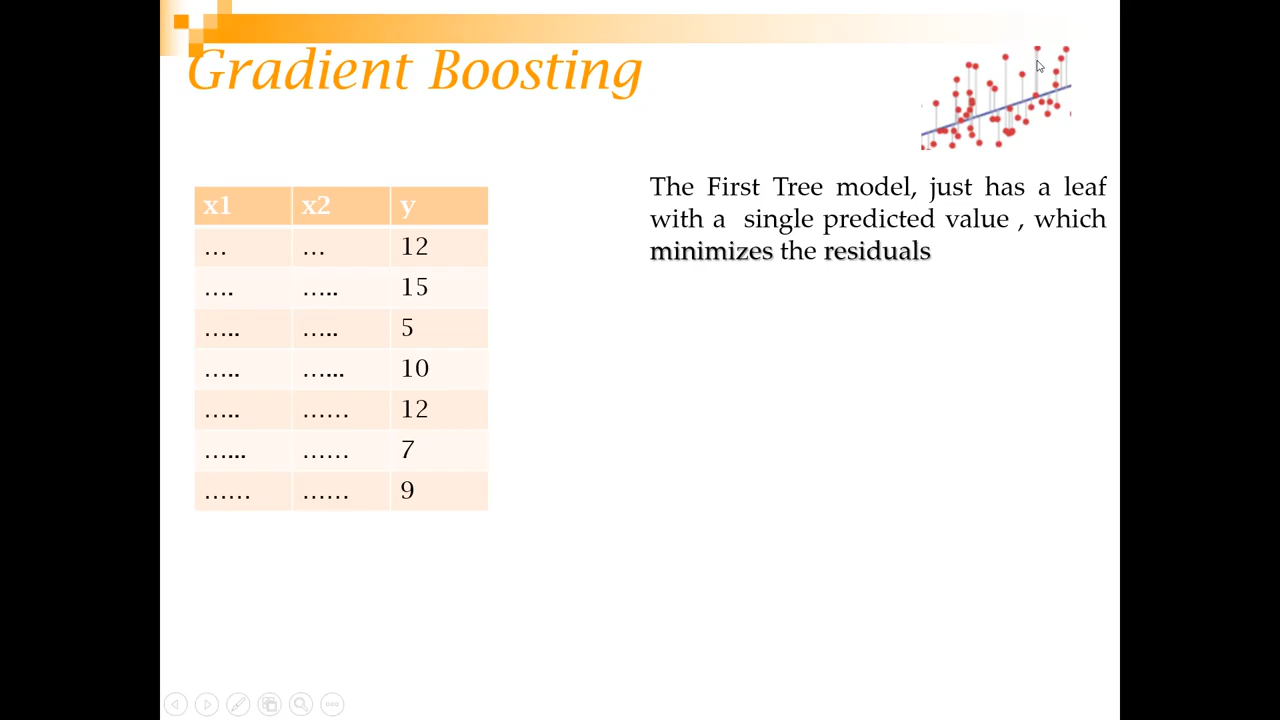 Gradient Boosting
The First Tree model, just has a leaf
with a single predicted value , which
minimizes the residuals
x1 x2 y
... ... 12
.... ..... 15
..... ..... 5
..... ...... 10
..... ...... 12
...... ...... 7
...... ...... 9